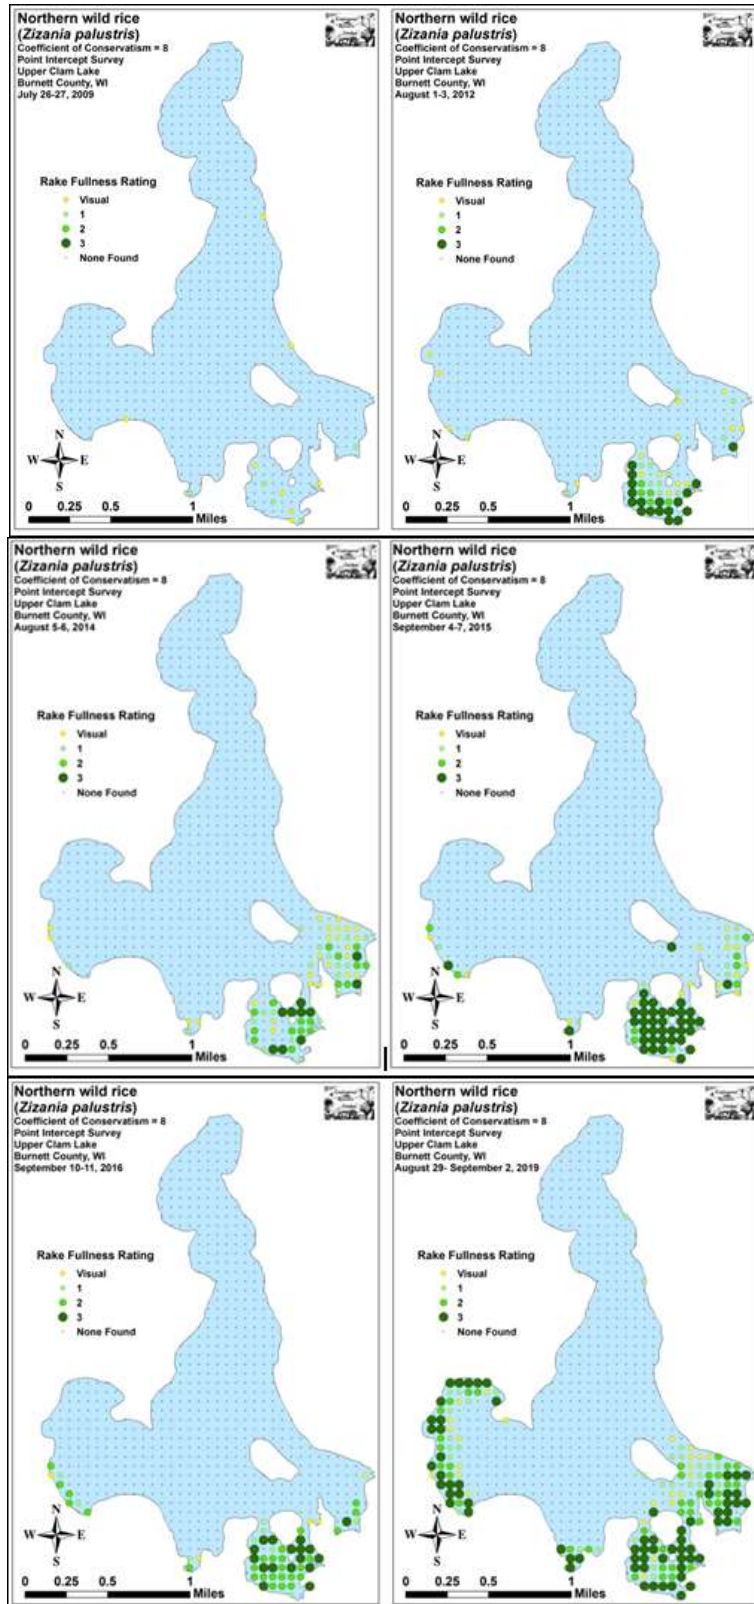 Northern wild rice
(Zizania palustris)
Coefficient of Conservatism = 8
Point Intercept Survey
Upper Clam Lake
Burnett County, WI
July 26-27, 2009
Rake Fullness Rating
Visual
1
2
3
None Found
N
W E
S
0 0.25 0.5 1
Miles
Northern wild rice
(Zizania palustris)
Coefficient of Conservatism = 8
Point Intercept Survey
Upper Clam Lake
Burnett County, WI
August 1-3, 2012
Rake Fullness Rating
Visual
1
2
3
None Found
N
W E
S
0 0.25 0.5 1
Miles
Northern wild rice
(Zizania palustris)
Coefficient of Conservatism = 8
Point Intercept Survey
Upper Clam Lake
Burnett County, WI
August 5-6, 2014
Rake Fullness Rating
Visual
1
2
3
None Found
N
W E
S
0 0.25 0.5 1
Miles
Northern wild rice
(Zizania palustris)
Coefficient of Conservatism = 8
Point Intercept Survey
Upper Clam Lake
Burnett County, WI
September 4-7, 2015
Rake Fullness Rating
Visual
1
2
3
None Found
N
W E
S
0 0.25 0.5 1
Miles
Northern wild rice
(Zizania palustris)
Coefficient of Conservatism = 8
Point Intercept Survey
Upper Clam Lake
Burnett County, WI
September 10-11, 2016
Rake Fullness Rating
Visual
1
2
3
None Found
N
W E
S
0 0.25 0.5 1
Miles
Northern wild rice
(Zizania palustris)
Coefficient of Conservatism = 8
Point Intercept Survey
Upper Clam Lake
Burnett County, WI
August 29- September 2, 2019
Rake Fullness Rating
Visual
1
2
3
None Found
N
W E
S
0 0.25 0.5 1
Miles